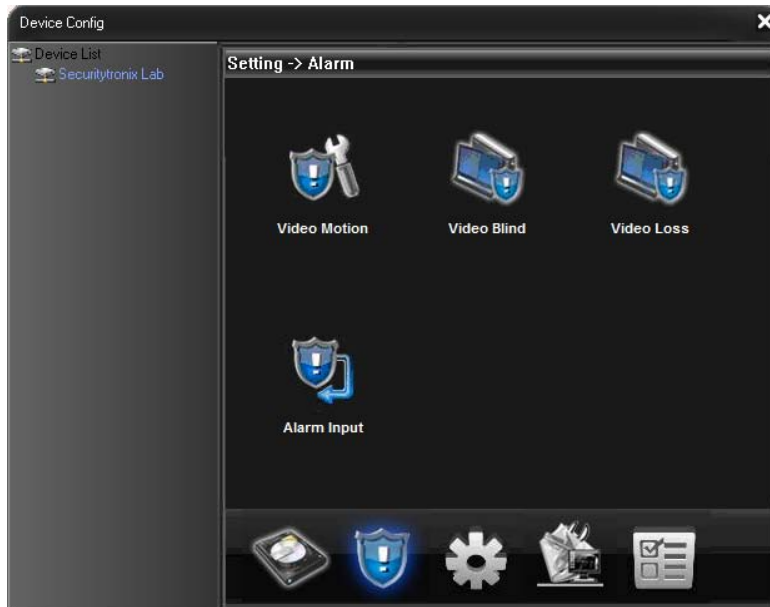 Device Config
Device List
Securitytronix Lab
Setting -> Alarm
Video Motion
Video Blind
Video Loss
Alarm Input